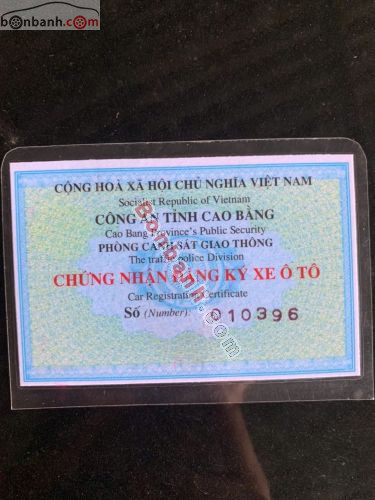 bonbanh.com
CỘNG HOÀ XÃ HỘI CHỦ NGHĨA VIỆT NAM
Socialist Republic of Vietnam
CÔNG AN TỈNH CAO BẰNG
Cao Bang Province's Public Security
PHÒNG CẢNH SÁT GIAO THÔNG
The traffic police Division
CHỨNG NHẬN ĐĂNG KÝ XE Ô TÔ
Car Registration Certificate
Số (Number): 010396
Bonbanh.com